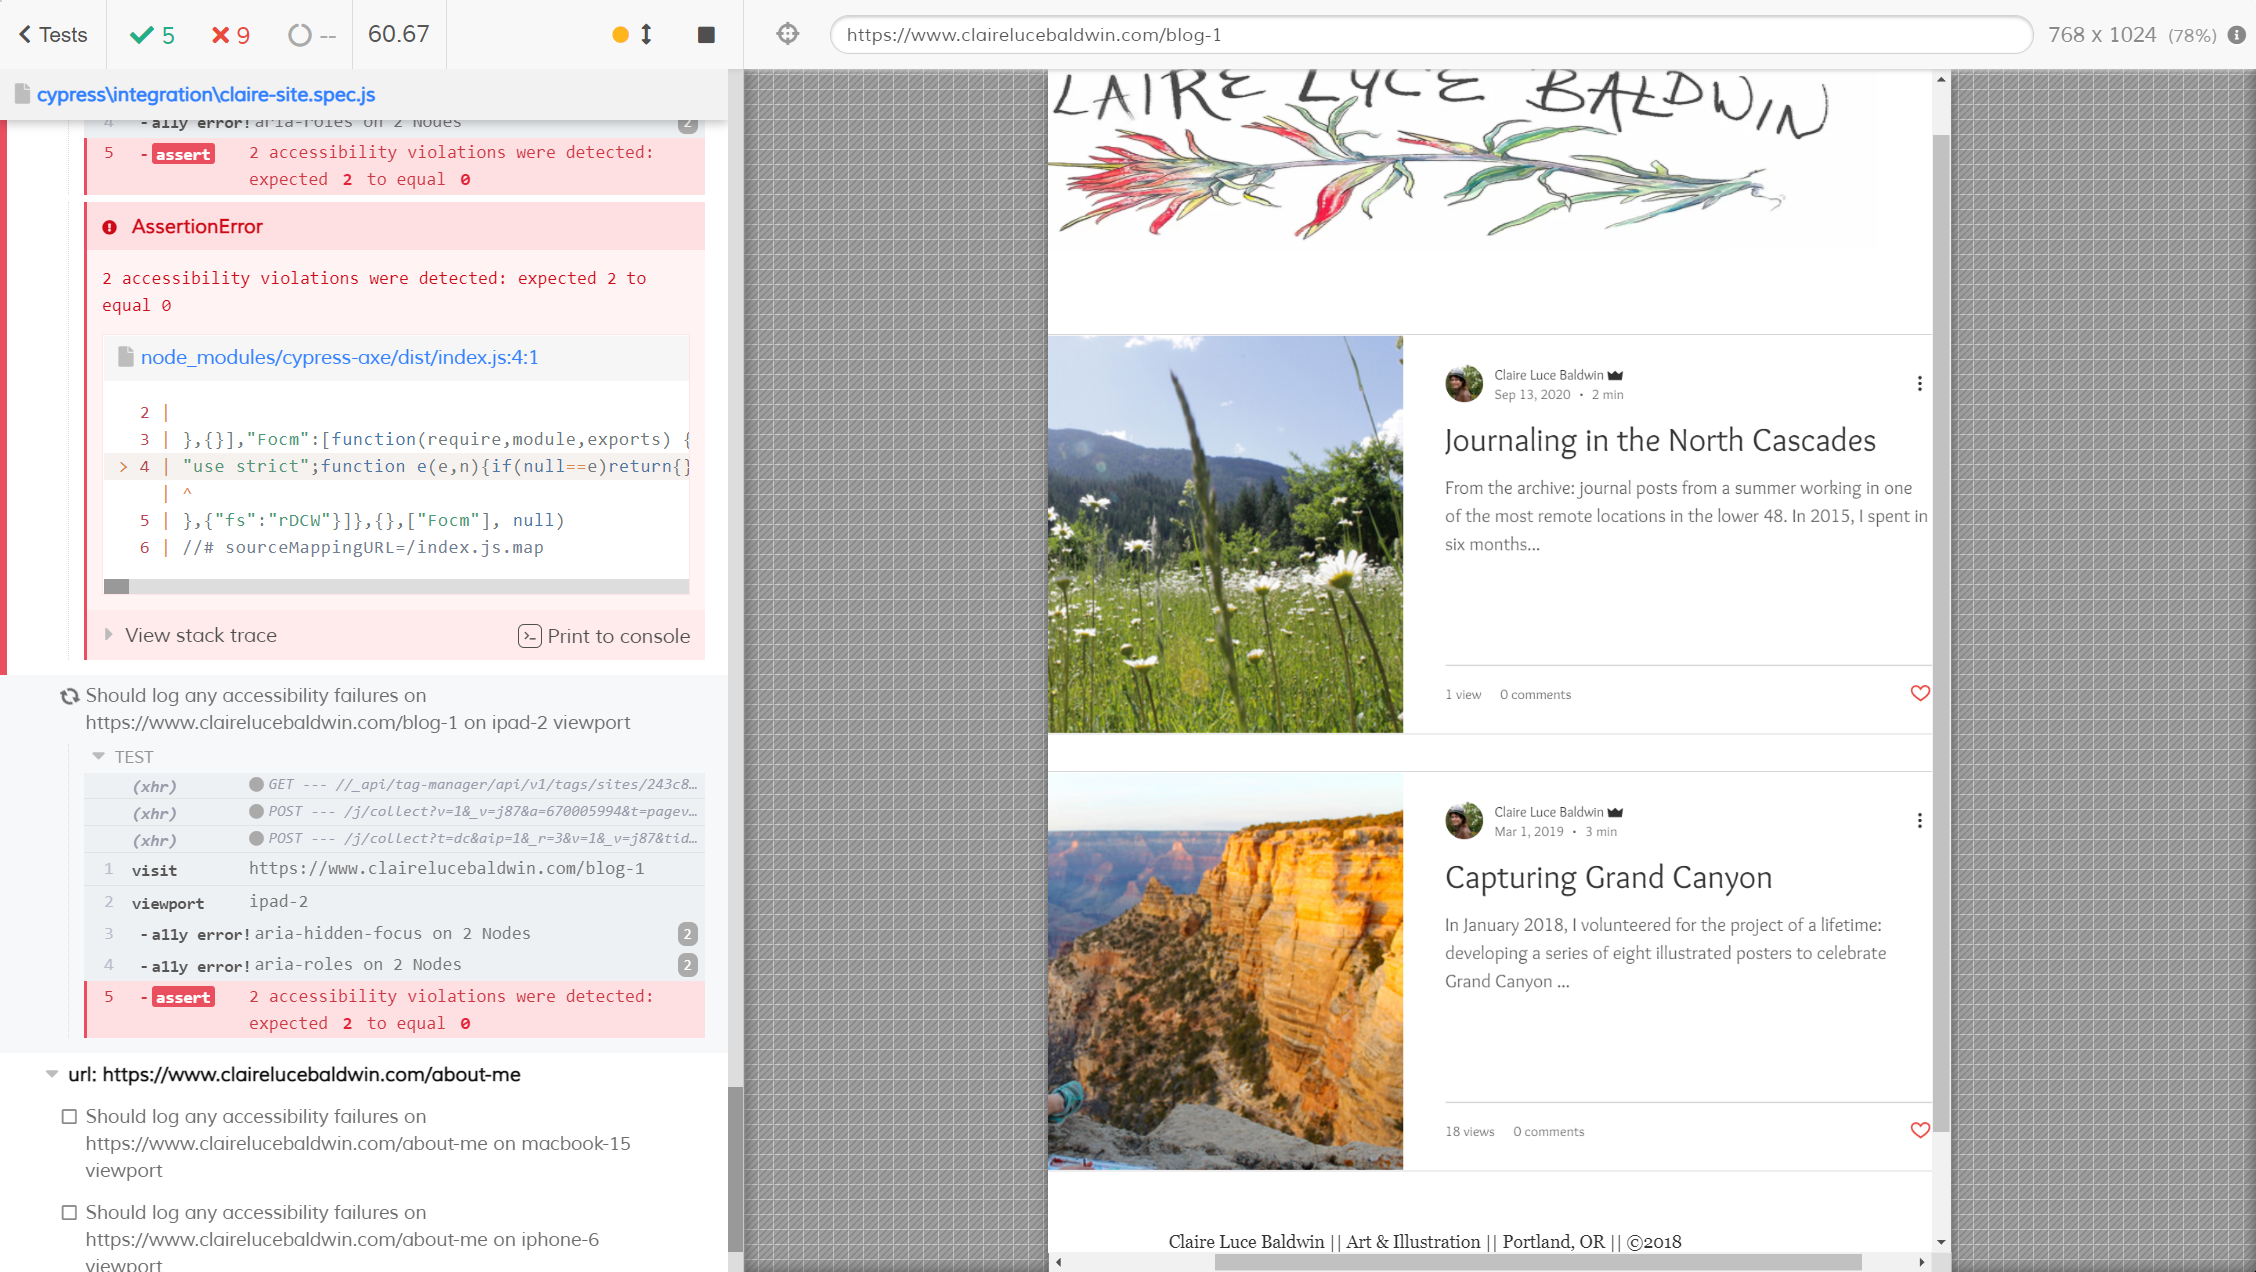 Tests
5
9
--
60.67
https://www.clairelucebaldwin.com/blog-1
768 x 1024 (78%)
cypress\integration\claire-site.spec.js
4 - a11y error! aria-roles on 2 Nodes 2
5 - assert 2 accessibility violations were detected:
expected 2 to equal 0
AssertionError
2 accessibility violations were detected: expected 2 to
equal 0
node_modules/cypress-axe/dist/index.js:4:1
2 |
3 | },{}],"Focm":[function(require,module,exports) {
> 4 | "use strict";function e(e,n){if(null==e)return{}
| ^
5 | },{"fs":"rDCW"}]},{},["Focm"], null)
6 | //# sourceMappingURL=/index.js.map
View stack trace
Print to console
Should log any accessibility failures on
https://www.clairelucebaldwin.com/blog-1 on ipad-2 viewport
TEST
(xhr) GET --- //_api/tag-manager/api/v1/tags/sites/243c8...
(xhr) POST --- /j/collect?v=1&_v=j87&a=670005994&t=pagev...
(xhr) POST --- /j/collect?t=dc&aip=1&_r=3&v=1&_v=j87&tid...
1 visit https://www.clairelucebaldwin.com/blog-1
2 viewport ipad-2
3 - a11y error! aria-hidden-focus on 2 Nodes 2
4 - a11y error! aria-roles on 2 Nodes 2
5 - assert 2 accessibility violations were detected:
expected 2 to equal 0
url: https://www.clairelucebaldwin.com/about-me
Should log any accessibility failures on
https://www.clairelucebaldwin.com/about-me on macbook-15
viewport
Should log any accessibility failures on
https://www.clairelucebaldwin.com/about-me on iphone-6
viewport
LAIRE LUCE BALDWIN
Claire Luce Baldwin
Sep 13, 2020 · 2 min
Journaling in the North Cascades
From the archive: journal posts from a summer working in one
of the most remote locations in the lower 48. In 2015, I spent in
six months...
1 view 0 comments
Claire Luce Baldwin
Mar 1, 2019 · 3 min
Capturing Grand Canyon
In January 2018, I volunteered for the project of a lifetime:
developing a series of eight illustrated posters to celebrate
Grand Canyon ...
18 views 0 comments
Claire Luce Baldwin || Art & Illustration || Portland, OR || ©2018